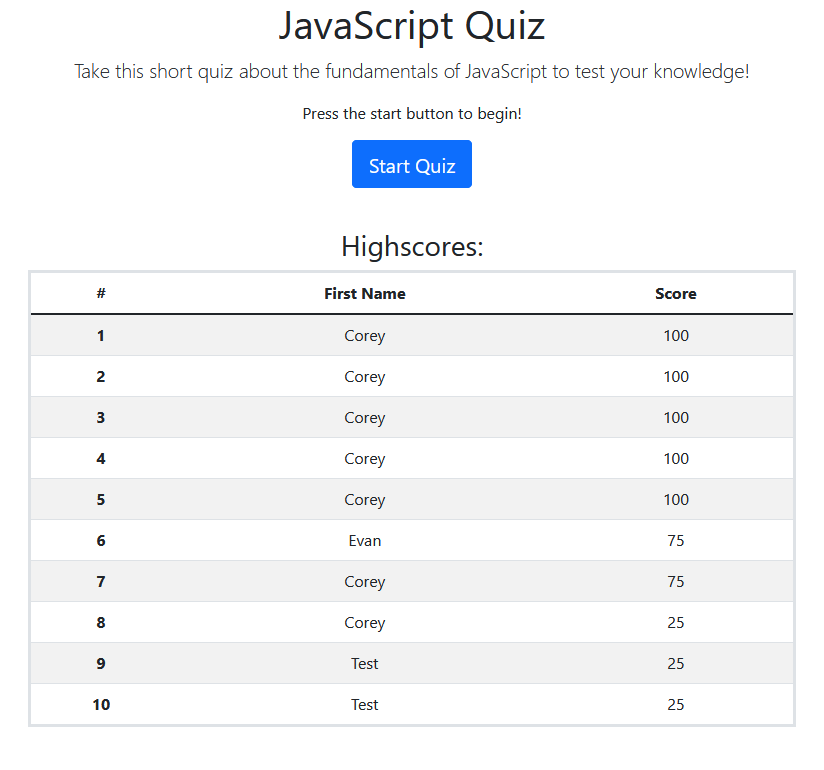 JavaScript Quiz
Take this short quiz about the fundamentals of JavaScript to test your knowledge!
Press the start button to begin!
Start Quiz
Highscores:
# First Name Score
1 Corey 100
2 Corey 100
3 Corey 100
4 Corey 100
5 Corey 100
6 Evan 75
7 Corey 75
8 Corey 25
9 Test 25
10 Test 25